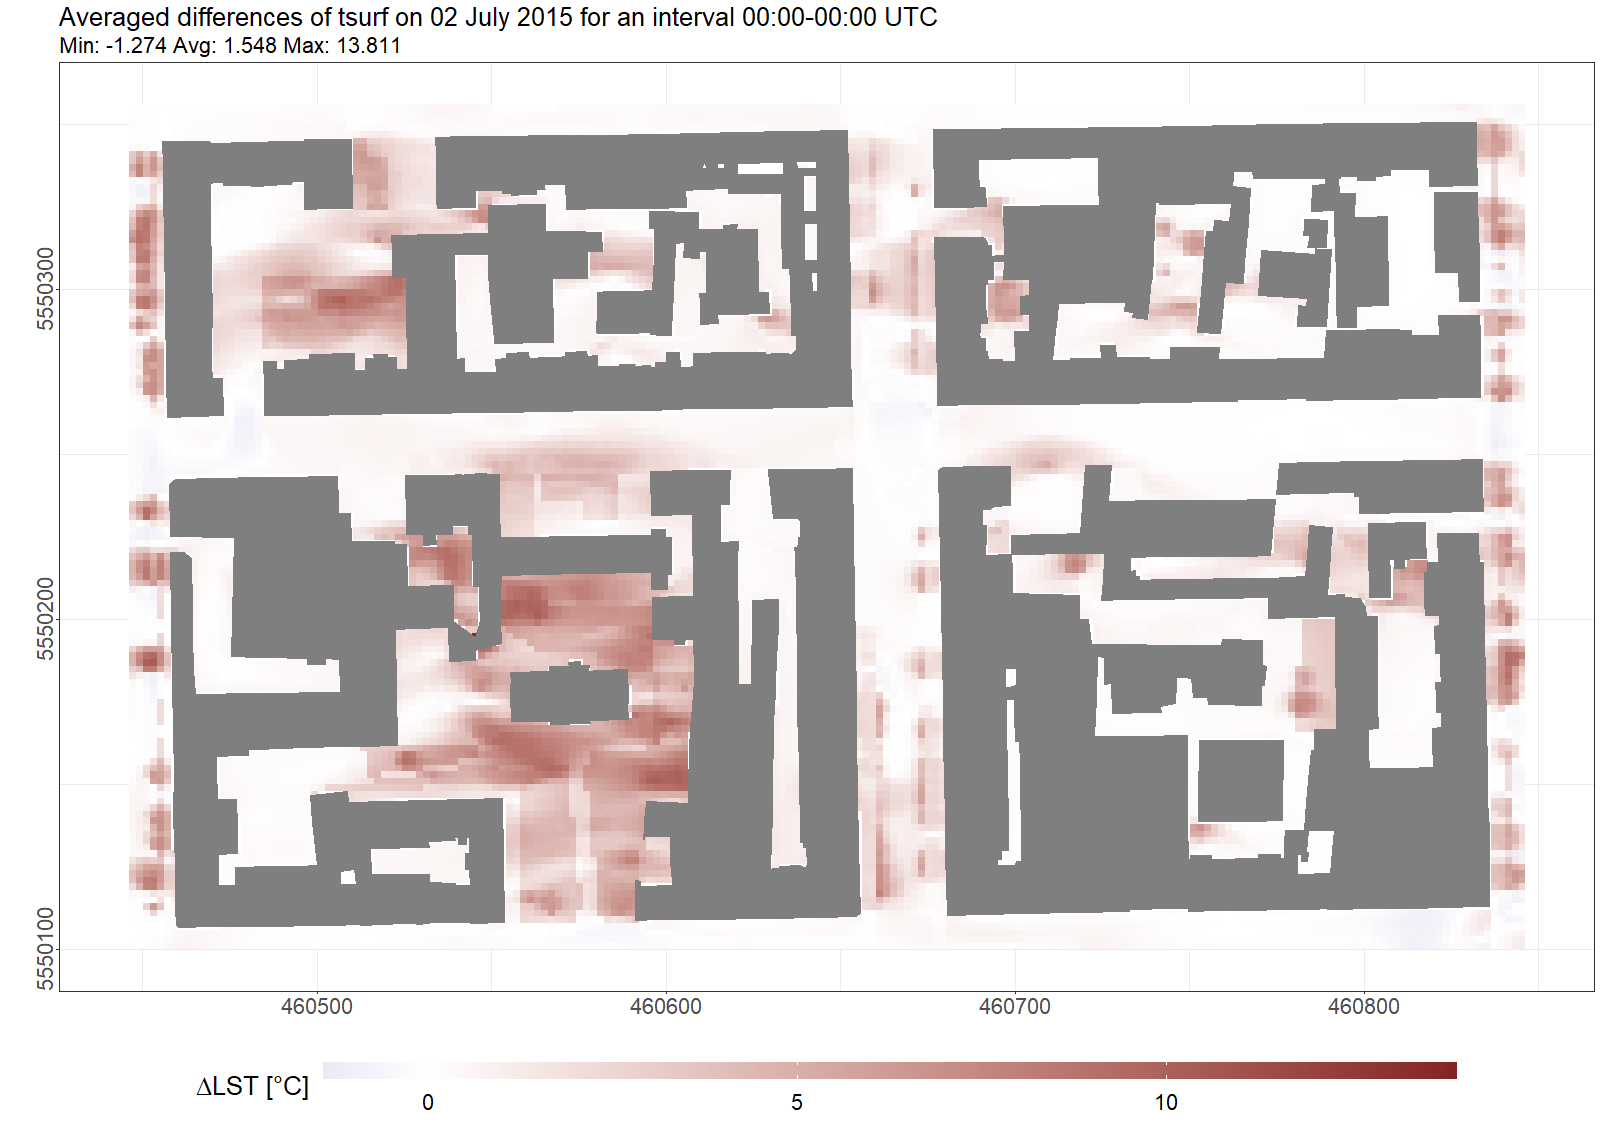 Averaged differences of tsurf on 02 July 2015 for an interval 00:00-00:00 UTC
Min: -1.274 Avg: 1.548 Max: 13.811
5550300
5550200
5550100
460500 460600 460700 460800
ΔLST [°C]
0 5 10